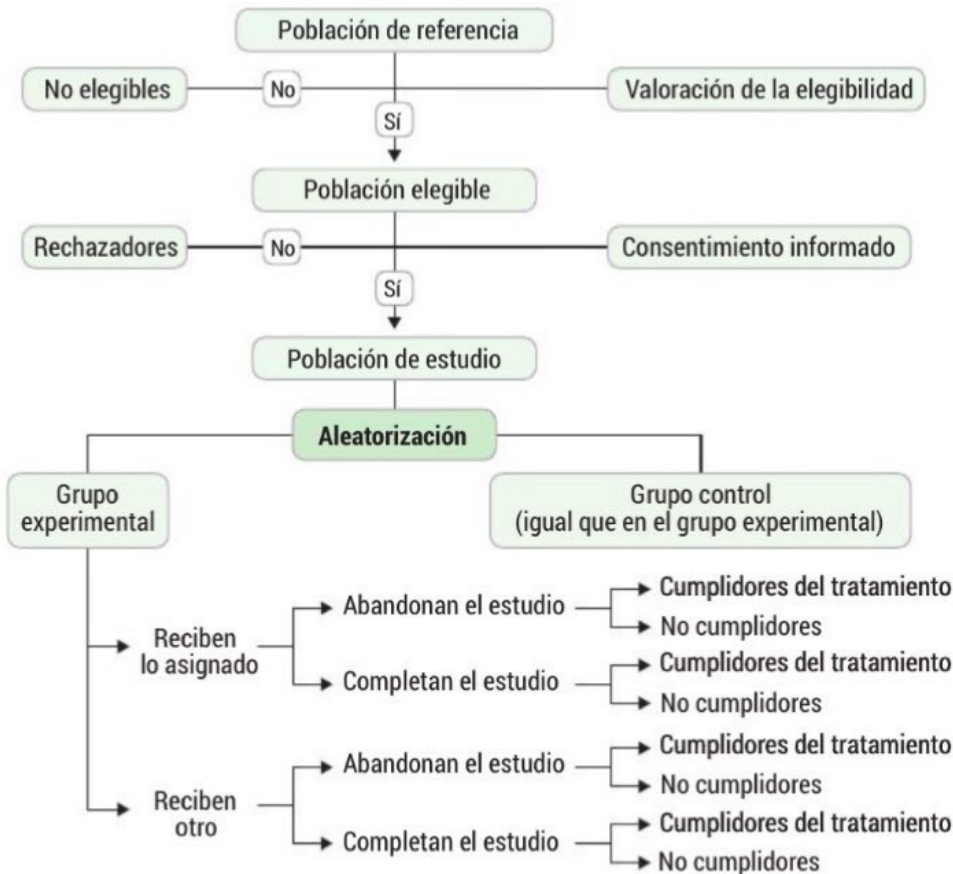 Población de referencia
No elegibles
No
Valoración de la elegibilidad
Sí
Población elegible
Rechazadores
No
Consentimiento informado
Sí
Población de estudio
Aleatorización
Grupo
experimental
Grupo control
(igual que en el grupo experimental)
Reciben
lo asignado
Abandonan el estudio
Cumplidores del tratamiento
No cumplidores
Completan el estudio
Cumplidores del tratamiento
No cumplidores
Reciben
otro
Abandonan el estudio
Cumplidores del tratamiento
No cumplidores
Completan el estudio
Cumplidores del tratamiento
No cumplidores